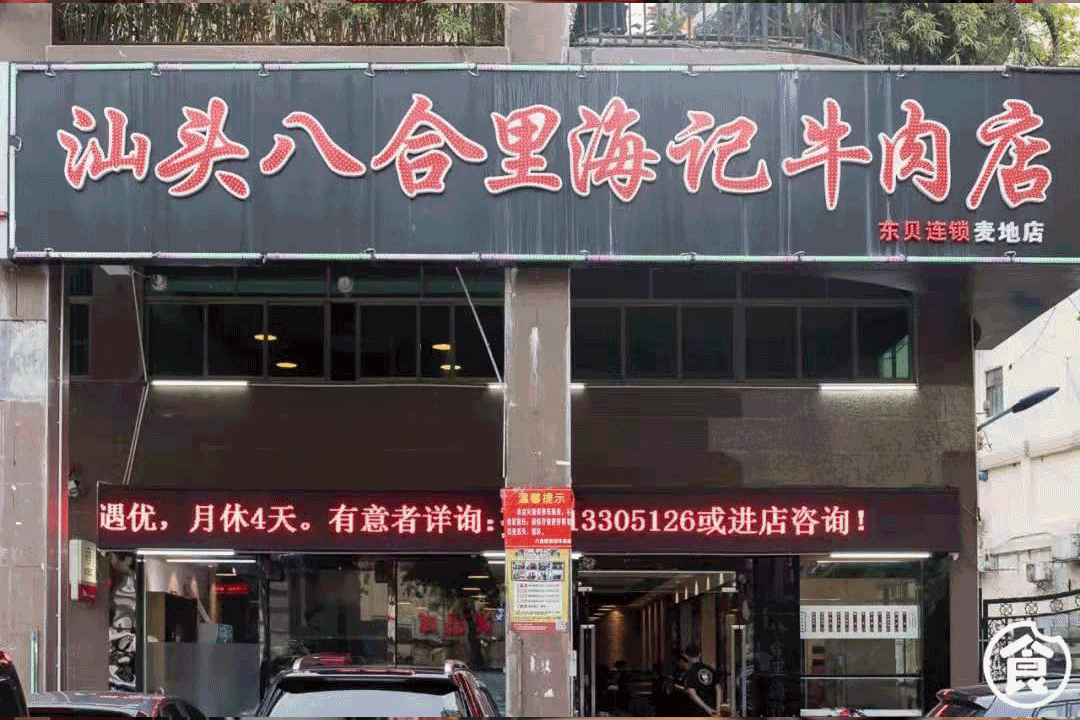 汕头八合里海记牛肉店
东贝连锁麦地店
遇优，月休4天。有意者详询：13305126或进店咨询！
温馨提示
食